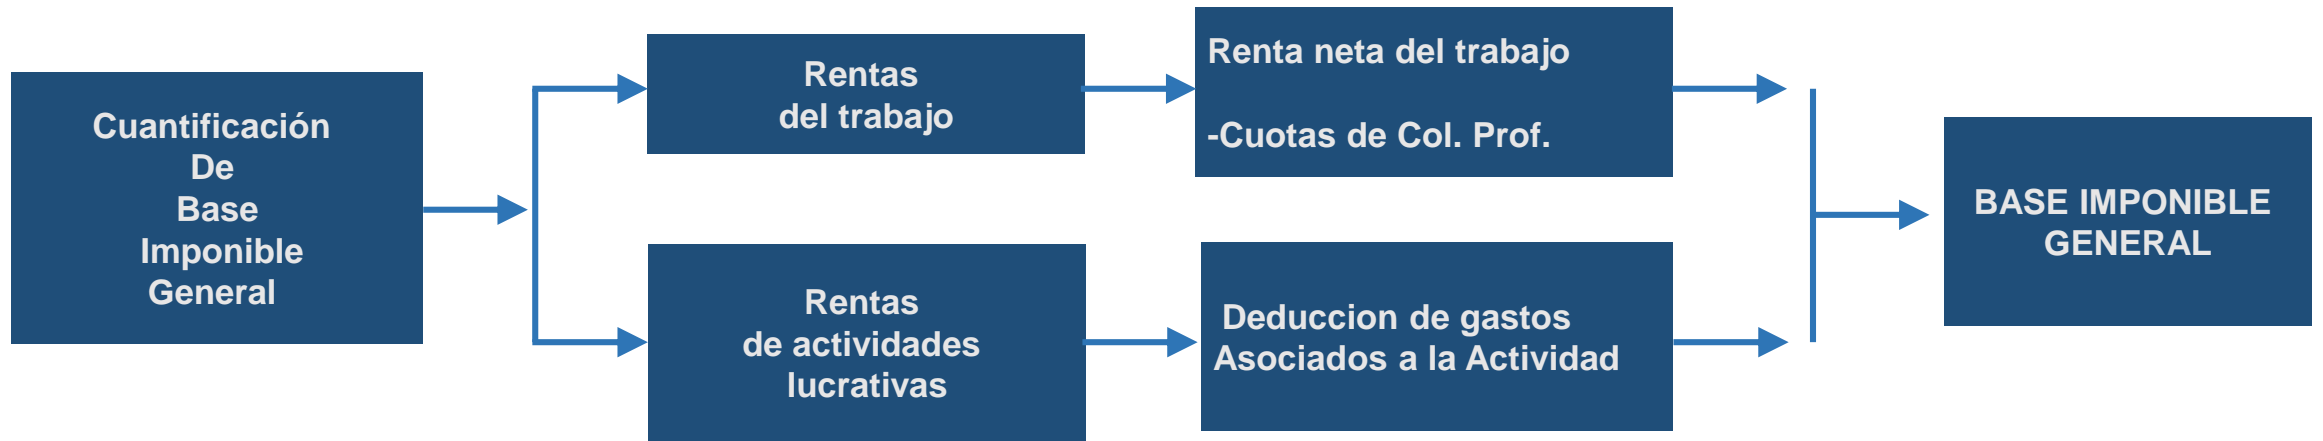 Cuantificación
De
Base
Imponible
General
Rentas
del trabajo
Renta neta del trabajo
-Cuotas de Col. Prof.
Rentas
de actividades
lucrativas
Deduccion de gastos
Asociados a la Actividad
BASE IMPONIBLE
GENERAL